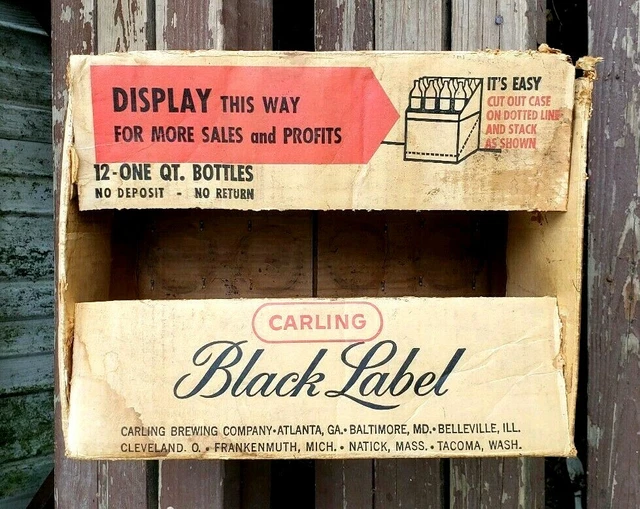 DISPLAY THIS WAY
FOR MORE SALES and PROFITS
IT'S EASY
CUT OUT CASE
ON DOTTED LINE
AND STACK
AS SHOWN
12-ONE QT. BOTTLES
NO DEPOSIT - NO RETURN
CARLING
Black Label
CARLING BREWING COMPANY•ATLANTA, GA.•BALTIMORE, MD.•BELLEVILLE, ILL.
CLEVELAND. O.•FRANKENMUTH, MICH.•NATICK, MASS.•TACOMA, WASH.